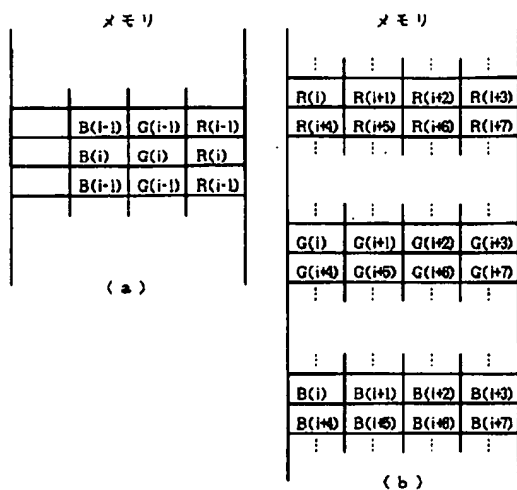 メモリ
B(i-1) G(i-1) R(i-1)
B(i) G(i) R(i)
B(i-1) G(i-1) R(i-1)
(a)
メモリ
R(i) R(i+1) R(i+2) R(i+3)
R(i+4) R(i+5) R(i+6) R(i+7)
G(i) G(i+1) G(i+2) G(i+3)
G(i+4) G(i+5) G(i+6) G(i+7)
B(i) B(i+1) B(i+2) B(i+3)
B(i+4) B(i+5) B(i+6) B(i+7)
(b)